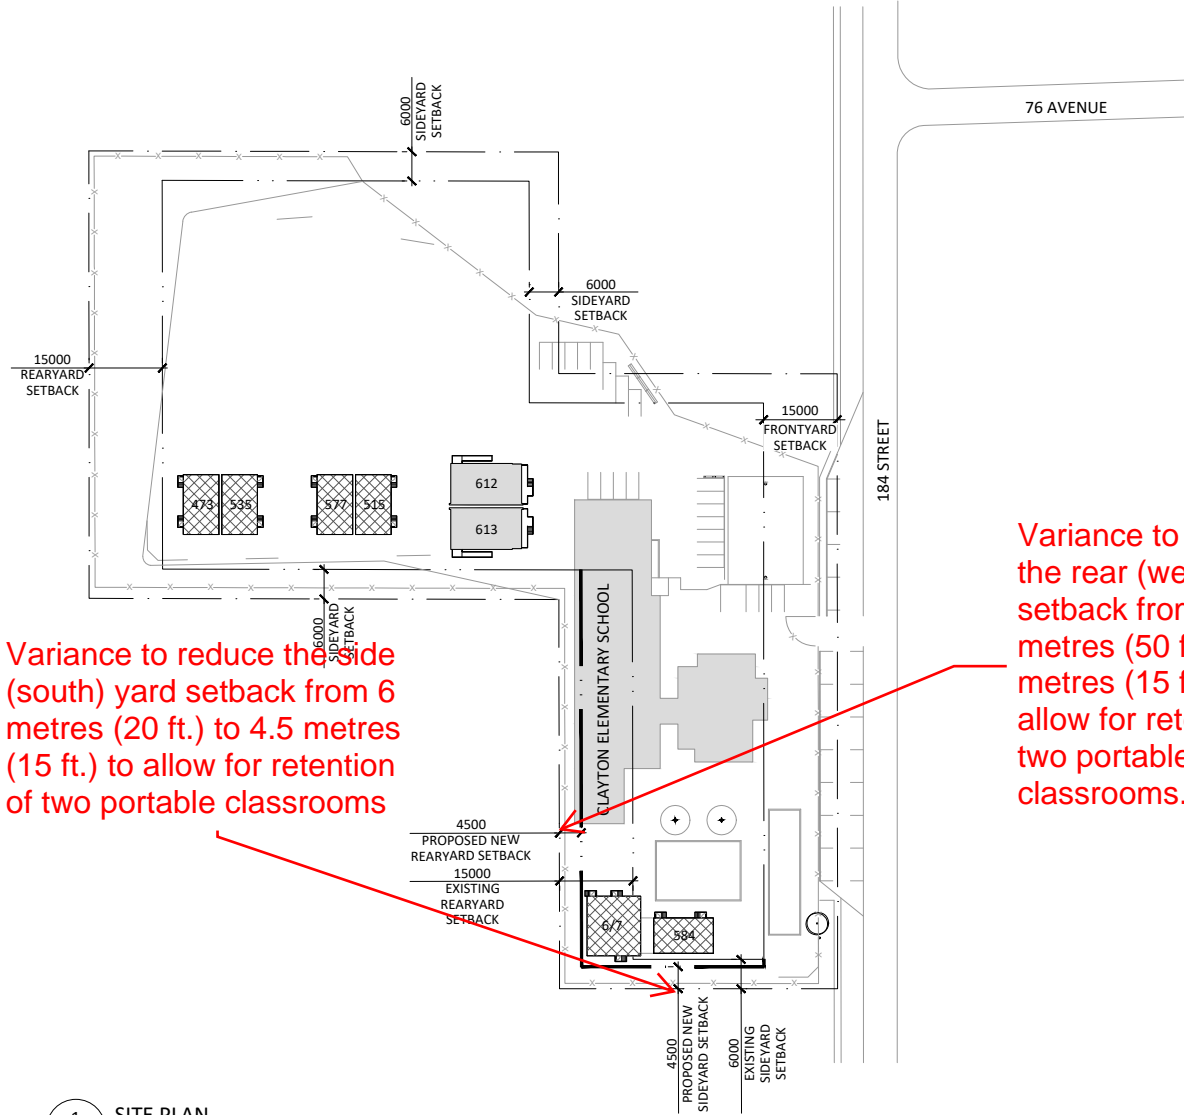 76 AVENUE
6000
SIDEYARD
SETBACK
6000
SIDEYARD
SETBACK
15000
REARYARD
SETBACK
15000
FRONTYARD
SETBACK
184 STREET
473
535
577
515
612
613
6000
SIDEYARD
SETBACK
CLAYTON ELEMENTARY SCHOOL
Variance to reduce the side
(south) yard setback from 6
metres (20 ft.) to 4.5 metres
(15 ft.) to allow for retention
of two portable classrooms
Variance to
the rear (we
setback from
metres (50 f
metres (15 f
allow for ret
two portable
classrooms.
4500
PROPOSED NEW
REARYARD SETBACK
15000
EXISTING
REARYARD
SETBACK
6/7
584
4500
PROPOSED NEW
SIDEYARD SETBACK
6000
EXISTING
SIDEYARD
SETBACK
1
SITE PLAN